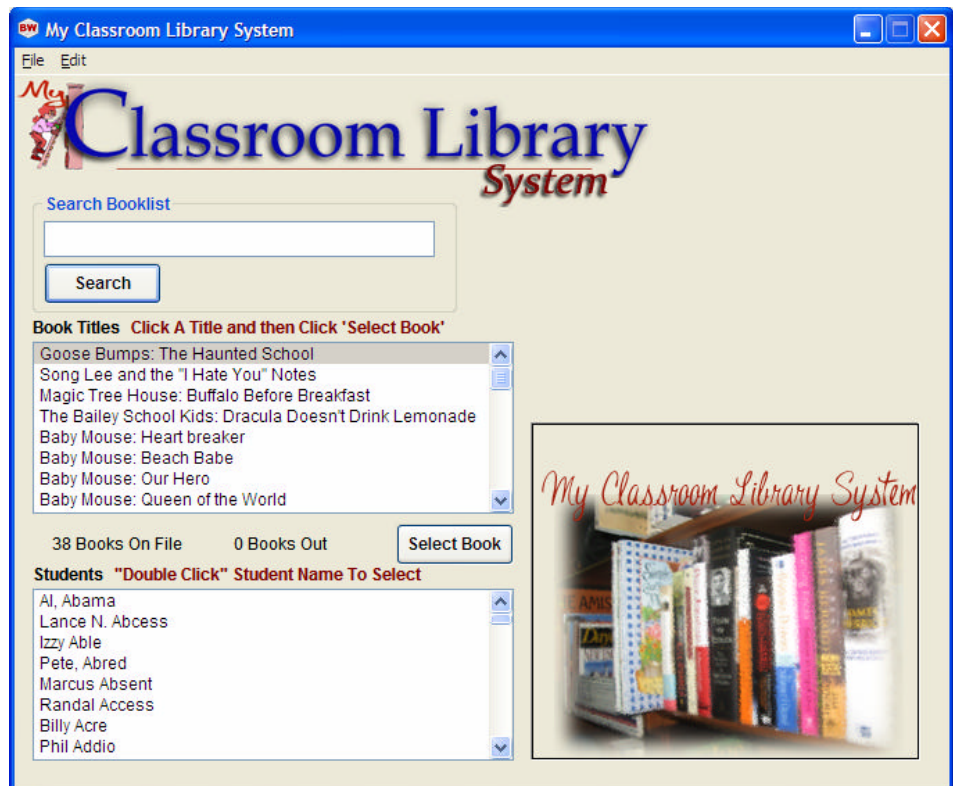 BW My Classroom Library System
File Edit
My
Classroom Library
System
Search Booklist
Search
Book Titles Click A Title and then Click 'Select Book'
Goose Bumps: The Haunted School
Song Lee and the "I Hate You" Notes
Magic Tree House: Buffalo Before Breakfast
The Bailey School Kids: Dracula Doesn't Drink Lemonade
Baby Mouse: Heart breaker
Baby Mouse: Beach Babe
Baby Mouse: Our Hero
Baby Mouse: Queen of the World
38 Books On File 0 Books Out Select Book
Students "Double Click" Student Name To Select
Al, Abama
Lance N. Abcess
Izzy Able
Pete, Abred
Marcus Absent
Randal Access
Billy Acre
Phil Addio
My Classroom Library System